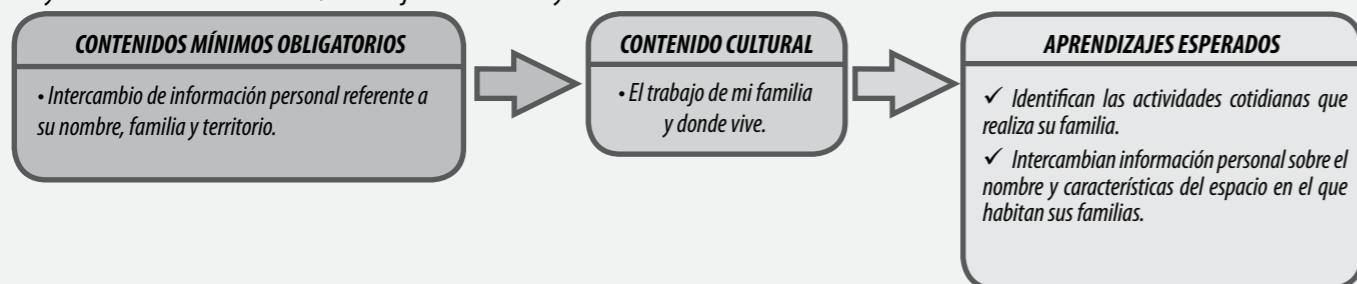 CONTENIDOS MÍNIMOS OBLIGATORIOS
• Intercambio de información personal referente a
su nombre, familia y territorio.
CONTENIDO CULTURAL
• El trabajo de mi familia
y donde vive.
APRENDIZAJES ESPERADOS
✓ Identifican las actividades cotidianas que
realiza su familia.
✓ Intercambian información personal sobre el
nombre y características del espacio en el que
habitan sus familias.